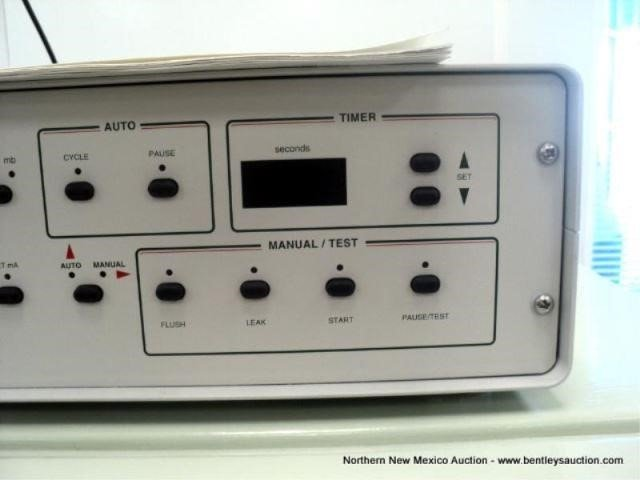 AUTO
TIMER
mb
CYCLE
PAUSE
seconds
SET
MANUAL / TEST
AUTO
MANUAL
FLUSH
LEAK
START
PAUSE/TEST
Northern New Mexico Auction - www.bentleysauction.com